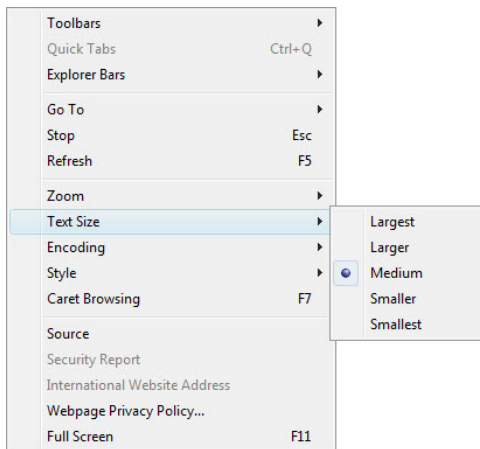 Toolbars
Quick Tabs Ctrl+Q
Explorer Bars
Go To
Stop Esc
Refresh F5
Zoom
Text Size
Encoding
Style
Caret Browsing F7
Source
Security Report
International Website Address
Webpage Privacy Policy...
Full Screen F11
Largest
Larger
Medium
Smaller
Smallest